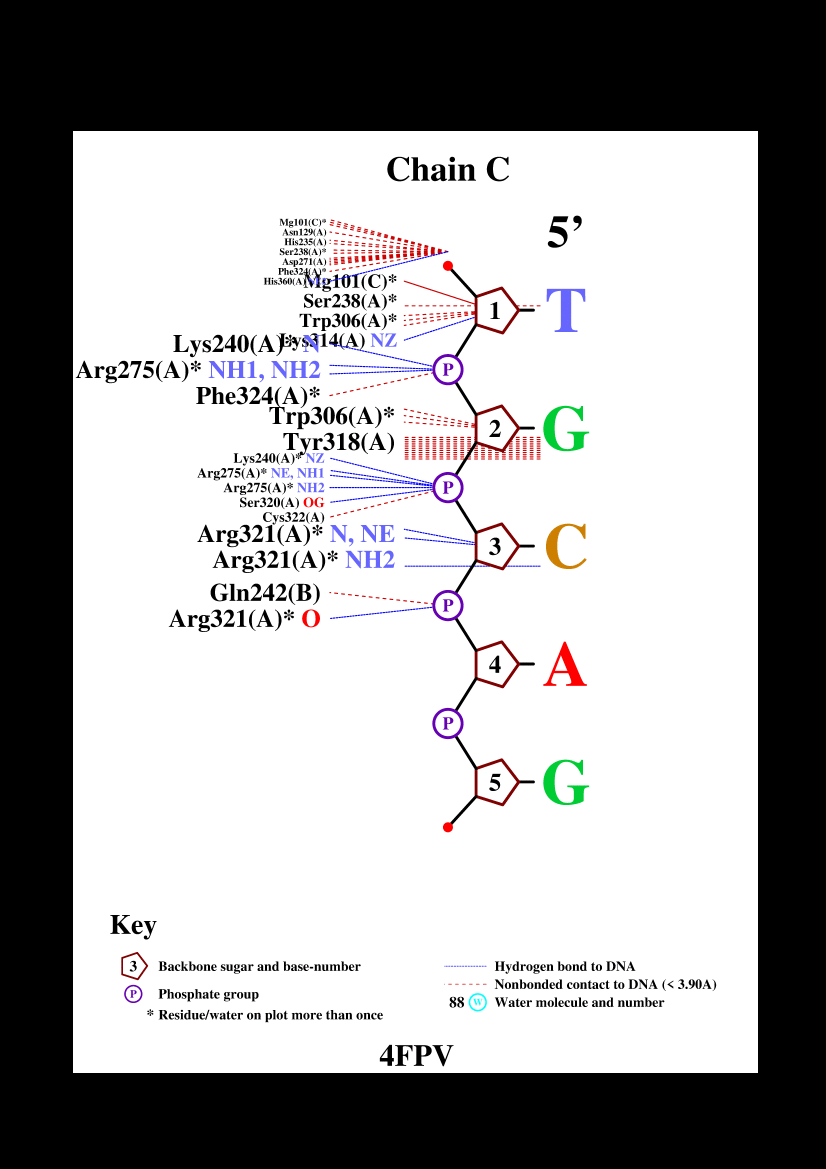 Chain C
5’
Mg101(C)*
Asn129(A)
His235(A)
Ser238(A)*
Asp271(A)
Phe324(A)*
His360(A)
Mg101(C)*
Ser238(A)*
1 T
Trp306(A)*
Lys314(A) NZ
Lys240(A)* N
Arg275(A)* NH1, NH2
P
Phe324(A)*
Trp306(A)*
2 G
Tyr318(A)
Lys240(A)* NZ
Arg275(A)* NE, NH1
Arg275(A)* NH2
P
Ser320(A) OG
Cys322(A)
Arg321(A)* N, NE
3 C
Arg321(A)* NH2
Gln242(B)
P
Arg321(A)* O
4 A
P
5 G
Key
3 Backbone sugar and base-number
P Phosphate group
* Residue/water on plot more than once
Hydrogen bond to DNA
Nonbonded contact to DNA (< 3.90A)
88 W Water molecule and number
4FPV